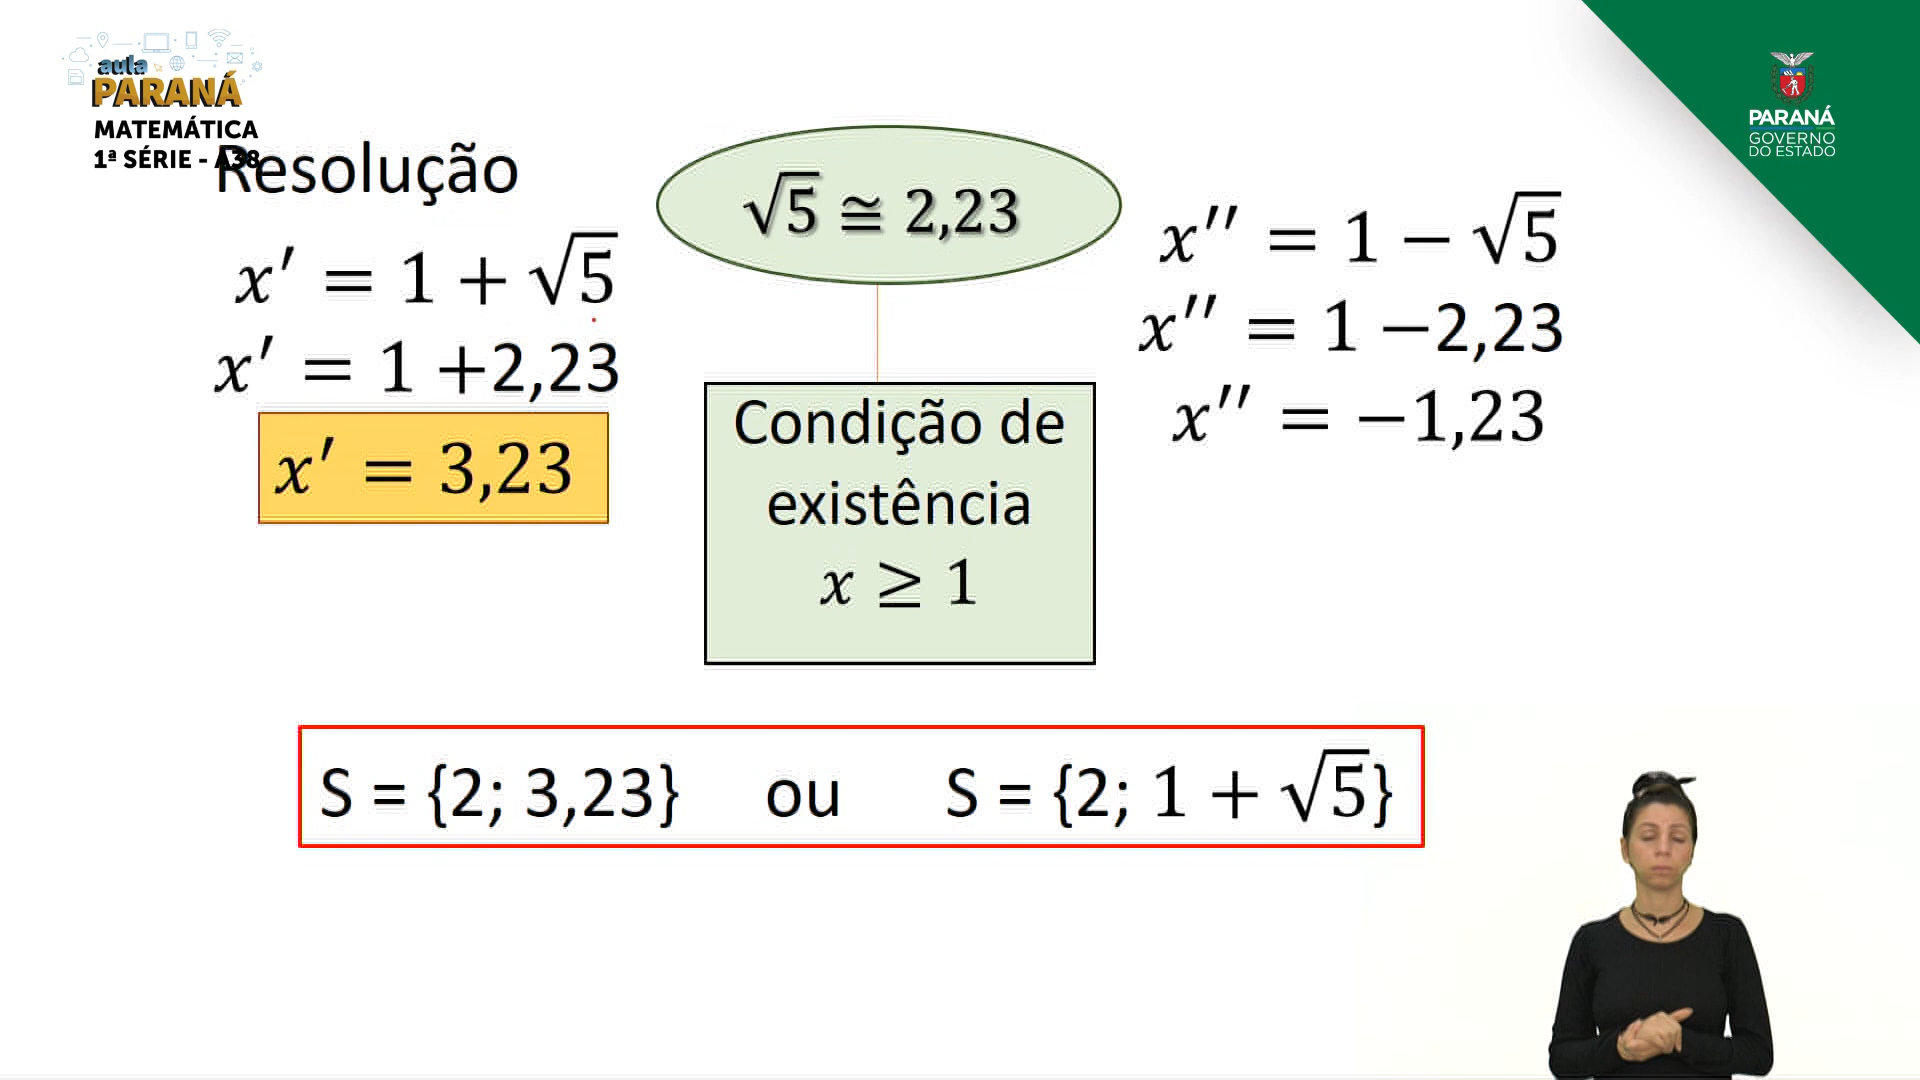 aula
PARANÁ
MATEMÁTICA
1ª SÉRIE - A38
Resolução
x′ = 1 + √5
x′ = 1 +2,23
x′ = 3,23
√5 ≅ 2,23
Condição de
existência
x ≥ 1
x′′ = 1 − √5
x′′ = 1 −2,23
x′′ = −1,23
S = {2; 3,23} ou S = {2; 1 + √5}
PARANÁ
GOVERNO
DO ESTADO